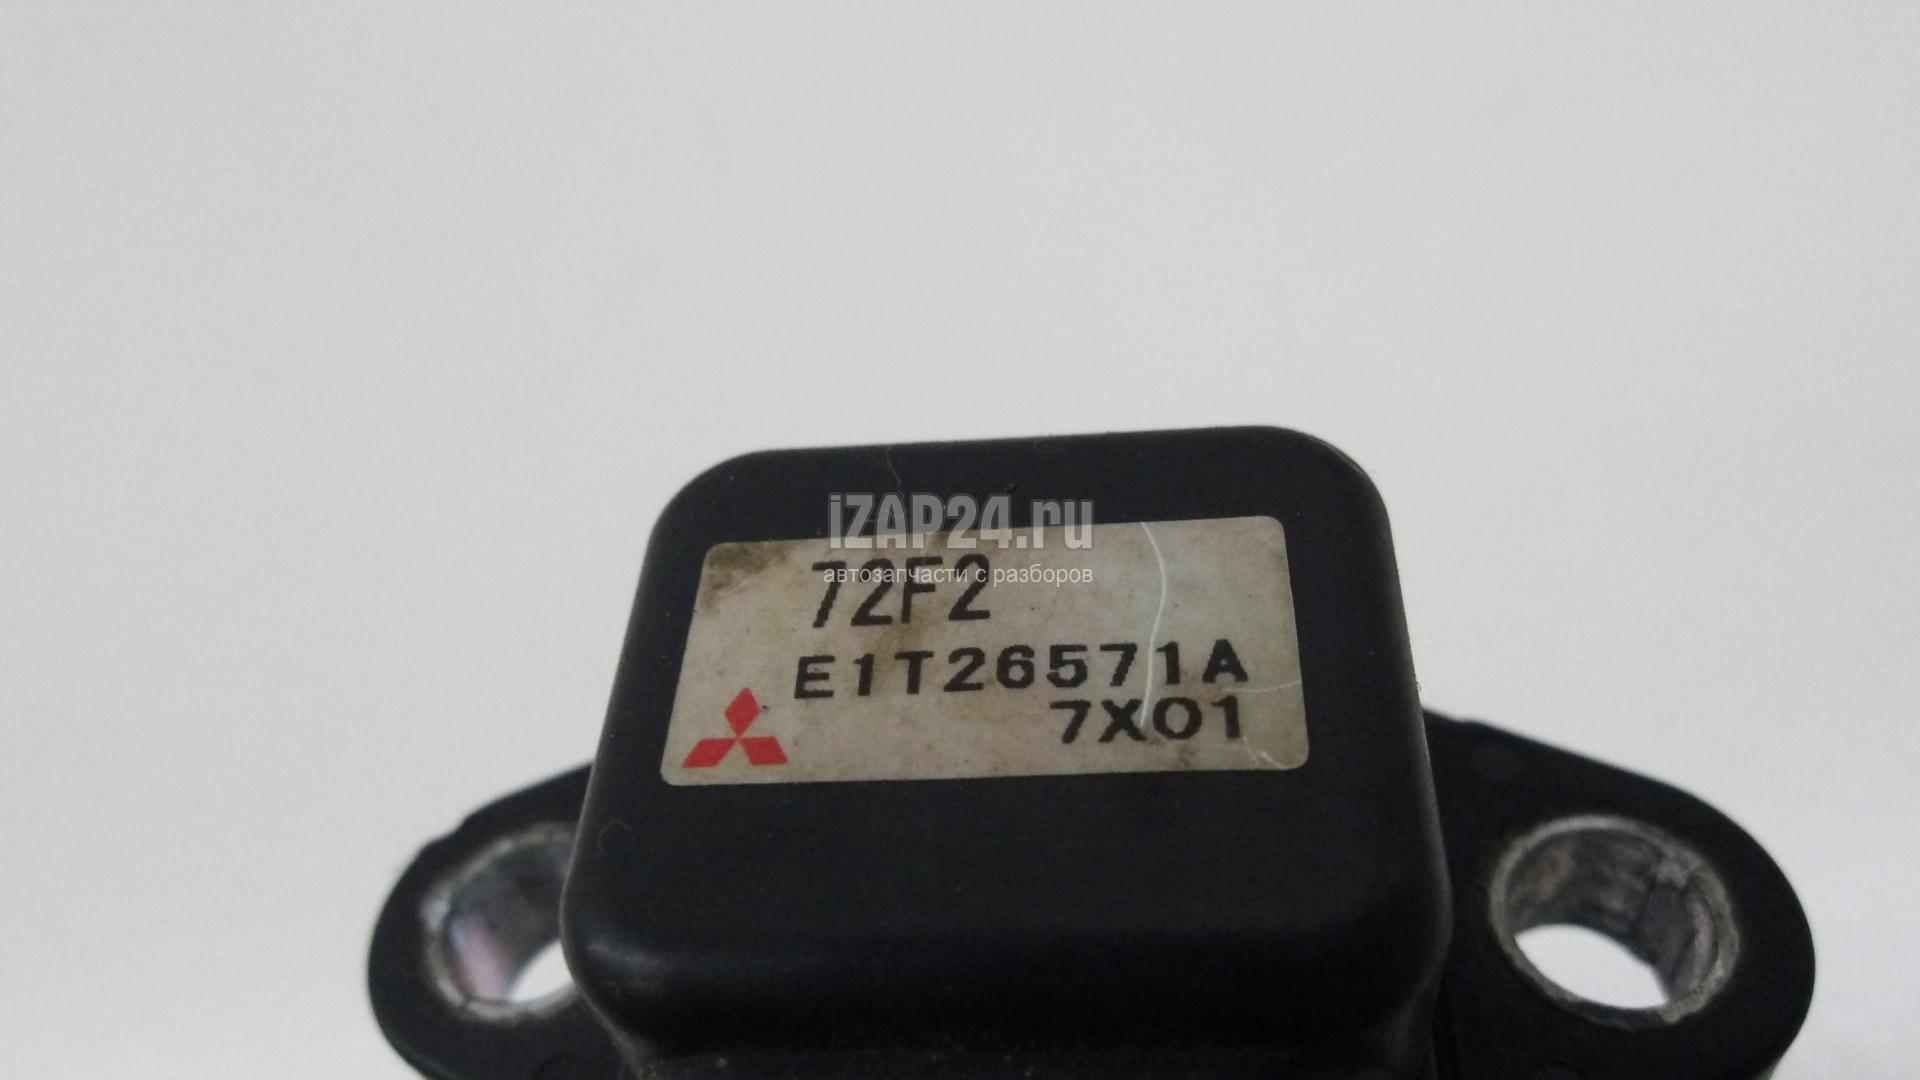 iZAP24.ru
72F2
автозапчасти с разборов
E1T26571A
7X01